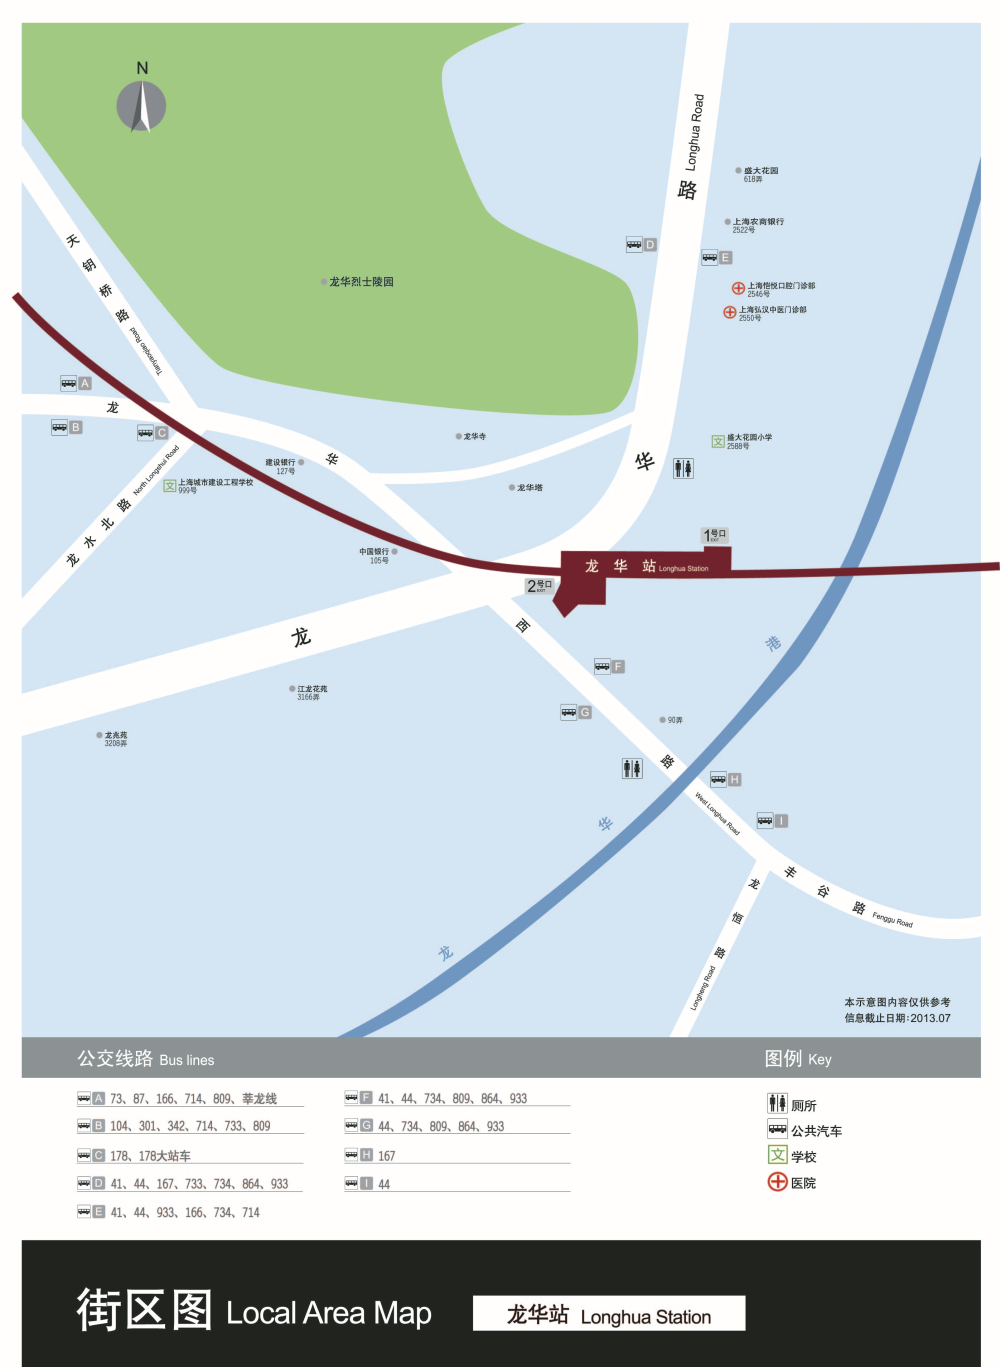 N
路 Longhua Road
盛大花园
618弄
上海农商银行
2522号
天钥桥路 Tianyaoqiao Road
D
E
龙华烈士陵园
上海恺悦口腔门诊部
2546号
上海弘汉中医门诊部
2550号
A
龙
B
C
龙华寺
盛大花园小学
2588号
建设银行
127号
华
华
上海城市建设工程学校
999号
龙水北路 North Longshui Road
龙华塔
1号口
EXIT
中国银行
105号
龙华站 Longhua Station
2号口
EXIT
龙
西
港
F
江龙花苑
3166弄
G
90弄
龙兆苑
3208弄
路
H
West Longhua Road
I
华
丰谷路 Fenggu Road
龙恒路 Longheng Road
龙
本示意图内容仅供参考
信息截止日期:2013.07
公交线路 Bus lines
图例 Key
A 73、87、166、714、809、莘龙线
B 104、301、342、714、733、809
C 178、178大站车
D 41、44、167、733、734、864、933
E 41、44、933、166、734、714
F 41、44、734、809、864、933
G 44、734、809、864、933
H 167
I 44
厕所
公共汽车
文 学校
医院
街区图 Local Area Map
龙华站 Longhua Station